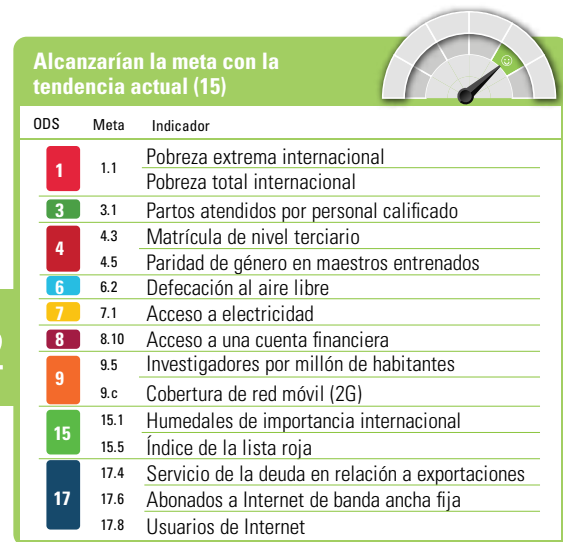 Alcanzarían la meta con la
tendencia actual (15)
ODS Meta Indicador
1 1.1 Pobreza extrema internacional
Pobreza total internacional
3 3.1 Partos atendidos por personal calificado
4 4.3 Matrícula de nivel terciario
4.5 Paridad de género en maestros entrenados
6 6.2 Defecación al aire libre
7 7.1 Acceso a electricidad
8 8.10 Acceso a una cuenta financiera
9 9.5 Investigadores por millón de habitantes
9.c Cobertura de red móvil (2G)
15 15.1 Humedales de importancia internacional
15.5 Índice de la lista roja
17 17.4 Servicio de la deuda en relación a exportaciones
17.6 Abonados a Internet de banda ancha fija
17.8 Usuarios de Internet